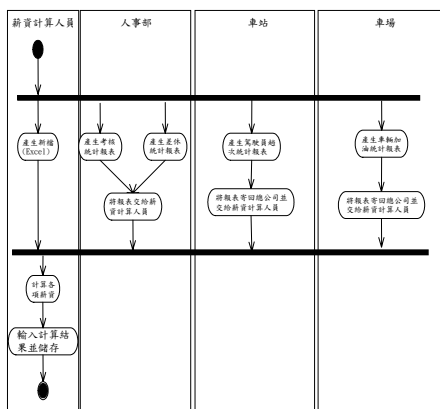 薪資計算人員
人事部
車站
車場
產生新檔
(Excel)
產生考核
統計報表
產生差休
統計報表
產生駕駛員趟
次統計報表
產生車輛加
油統計報表
將報表交給薪
資計算人員
將報表寄回總公司並
交給薪資計算人員
將報表寄回總公司並
交給薪資計算人員
計算各
項薪資
輸入計算結
果並儲存